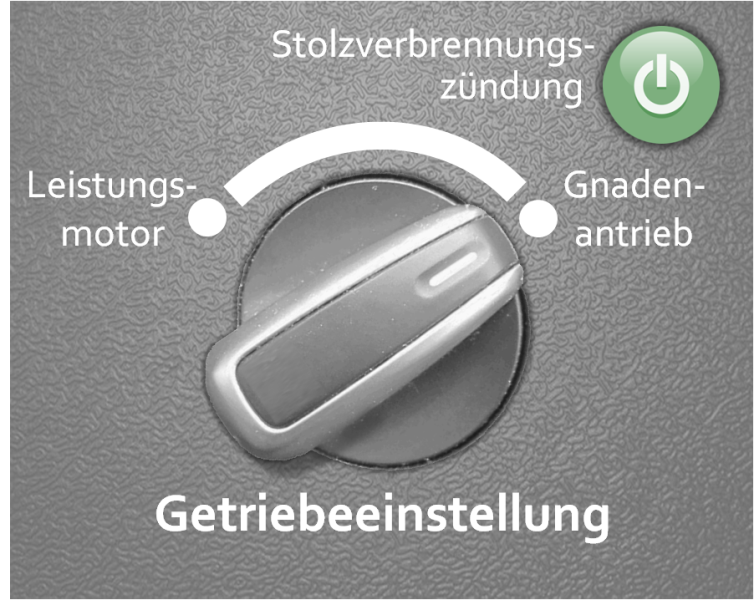 Stolzverbrennungs-
zündung
Leistungs-
motor
Gnaden-
antrieb
Getriebeeinstellung